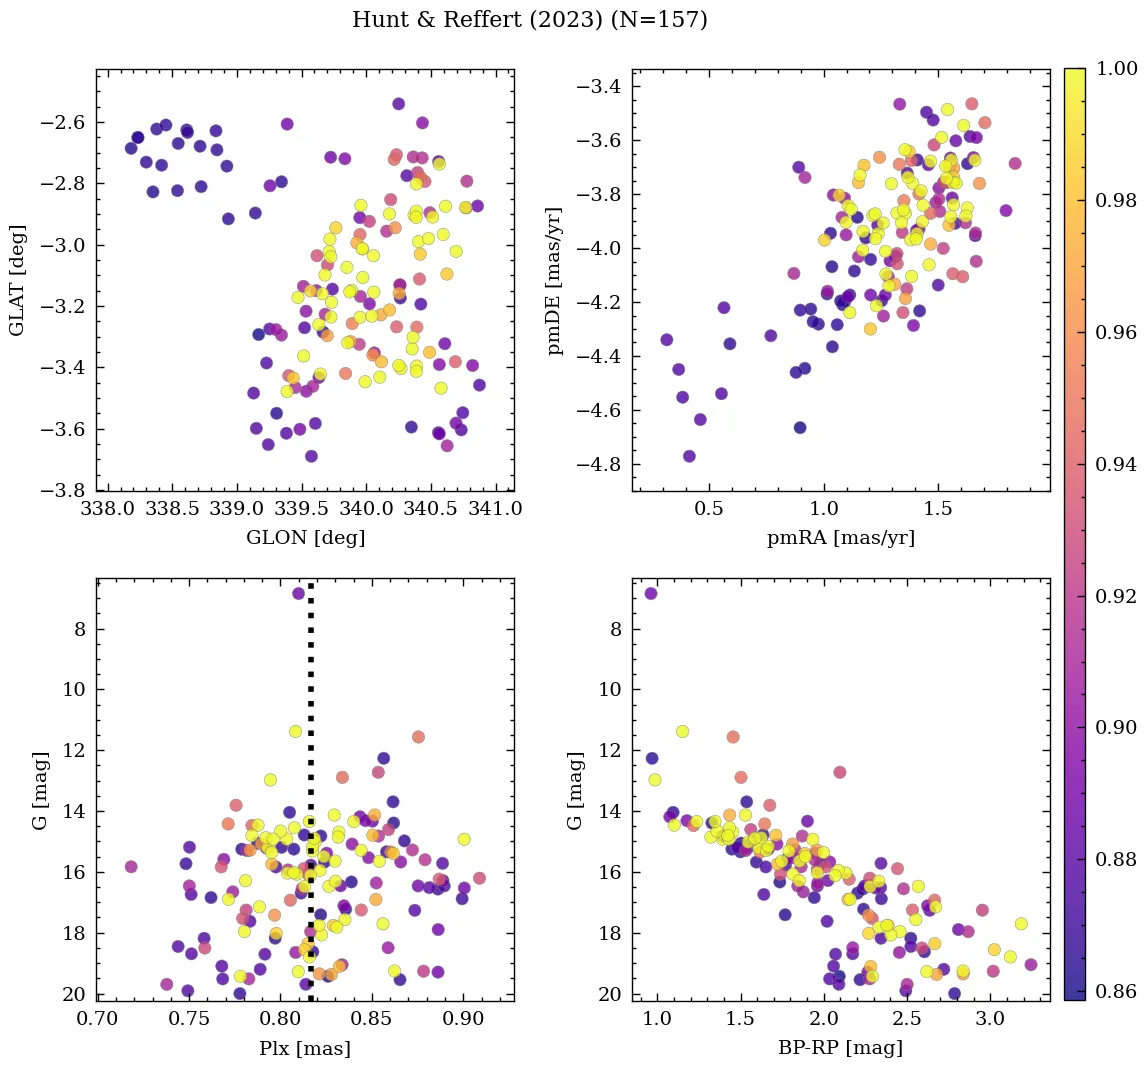 Hunt & Reffert (2023) (N=157)
−2.6
−2.8
−3.0
−3.2
−3.4
−3.6
−3.8
GLAT [deg]
338.0 338.5 339.0 339.5 340.0 340.5 341.0
GLON [deg]
−3.4
−3.6
−3.8
−4.0
−4.2
−4.4
−4.6
−4.8
pmDE [mas/yr]
0.5 1.0 1.5
pmRA [mas/yr]
1.00
0.98
0.96
0.94
0.92
0.90
0.88
0.86
8
10
12
14
16
18
20
G [mag]
0.70 0.75 0.80 0.85 0.90
Plx [mas]
8
10
12
14
16
18
20
G [mag]
1.0 1.5 2.0 2.5 3.0
BP-RP [mag]